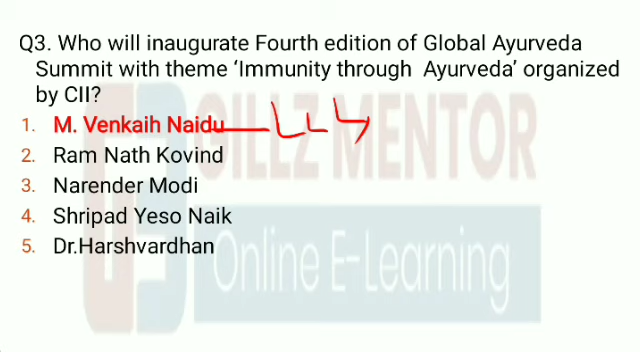 Q3. Who will inaugurate Fourth edition of Global Ayurveda
Summit with theme ‘Immunity through Ayurveda’ organized
by CII?
1. M. Venkaih Naidu
2. Ram Nath Kovind
3. Narender Modi
4. Shripad Yeso Naik
5. Dr.Harshvardhan
MENTOR
Online E-Learning